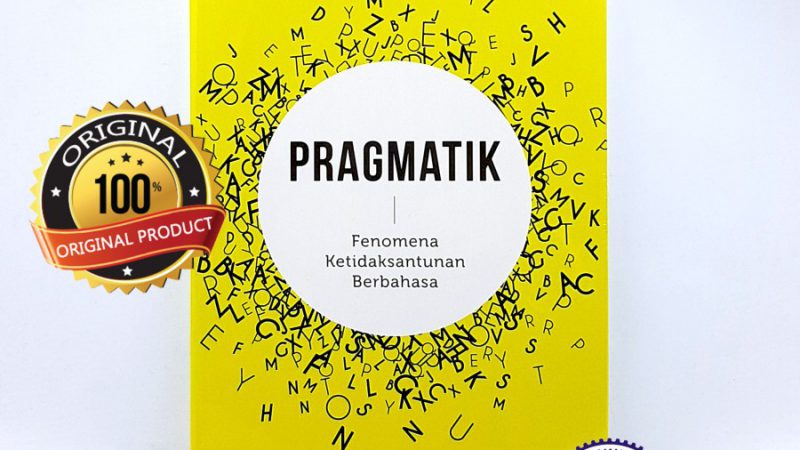 ORIGINAL
100%
ORIGINAL PRODUCT
PRAGMATIK
Fenomena
Ketidaksantunan
Berbahasa